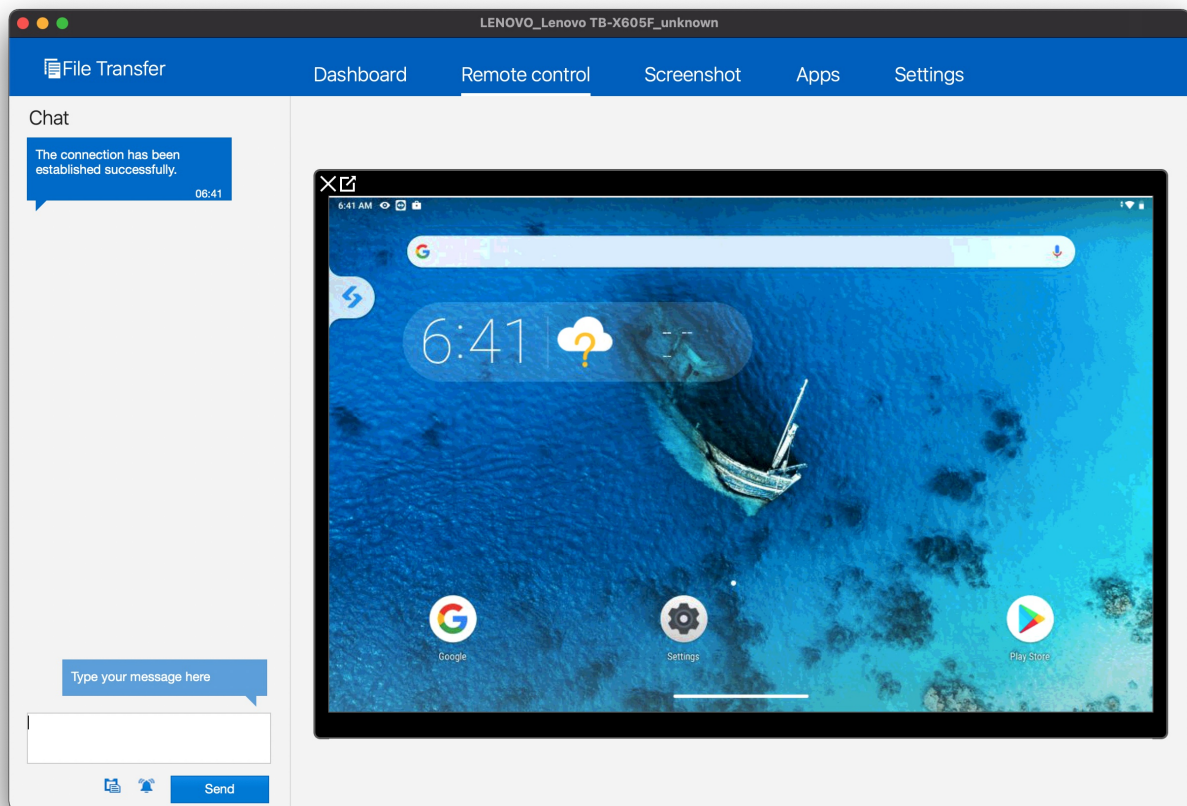 LENOVO_Lenovo TB-X605F_unknown
File Transfer
Dashboard
Remote control
Screenshot
Apps
Settings
Chat
The connection has been
established successfully.
06:41
6:41 AM
6:41
?
-- --
--
Google
Settings
Play Store
Type your message here
Send